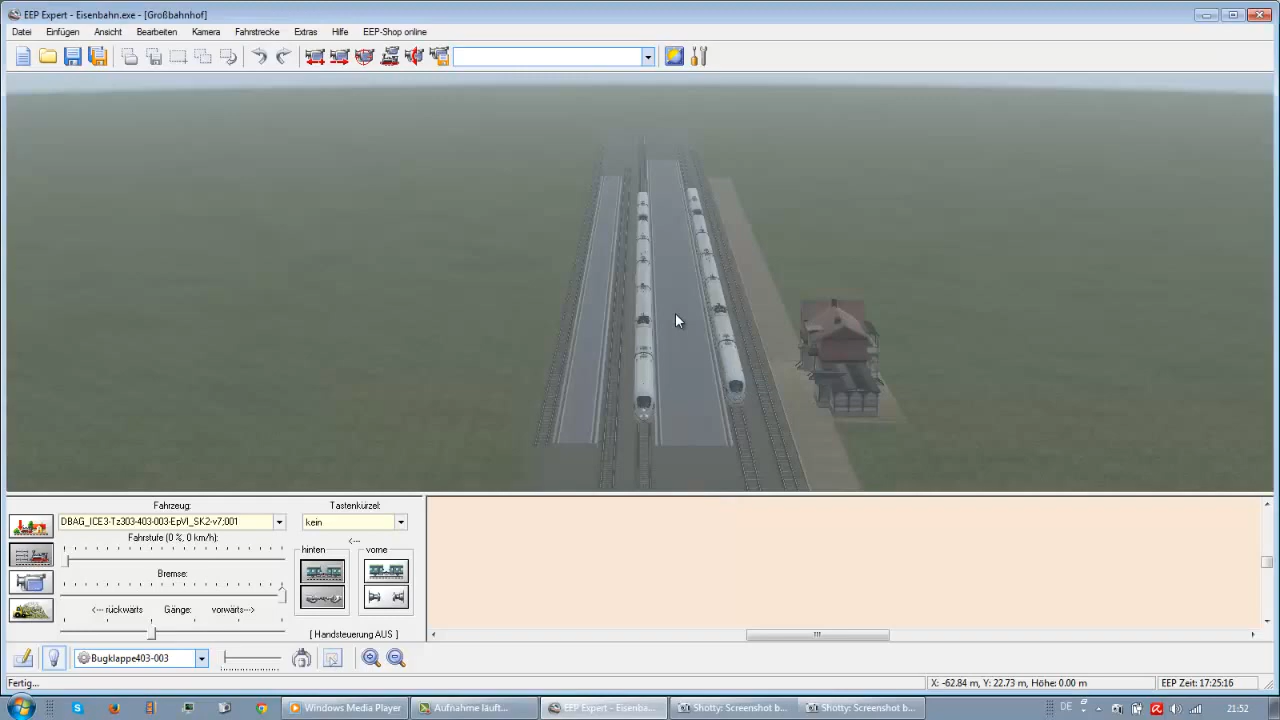 EEP Expert - Eisenbahn.exe - [Großbahnhof]
Datei Einfügen Ansicht Bearbeiten Kamera Fahrstrecke Extras Hilfe EEP-Shop online
Fahrzeug:
Tastenkürzel:
DBAG_ICE3-Tz303-403-003-EpVI_SK2-v7;001
kein
Fahrstufe (0 %, 0 km/h):
<---
hinten
vorne
Bremse:
<--- rückwärts Gänge: vorwärts--->
[ Handsteuerung AUS ]
Bugklappe403-003
Fertig...
X: -62.84 m, Y: 22.73 m, Höhe: 0.00 m
EEP Zeit: 17:25:16
Windows Media Player
Aufnahme läuft...
EEP Expert - Eisenba...
Shotty: Screenshot b...
Shotty: Screenshot b...
DE
21:52